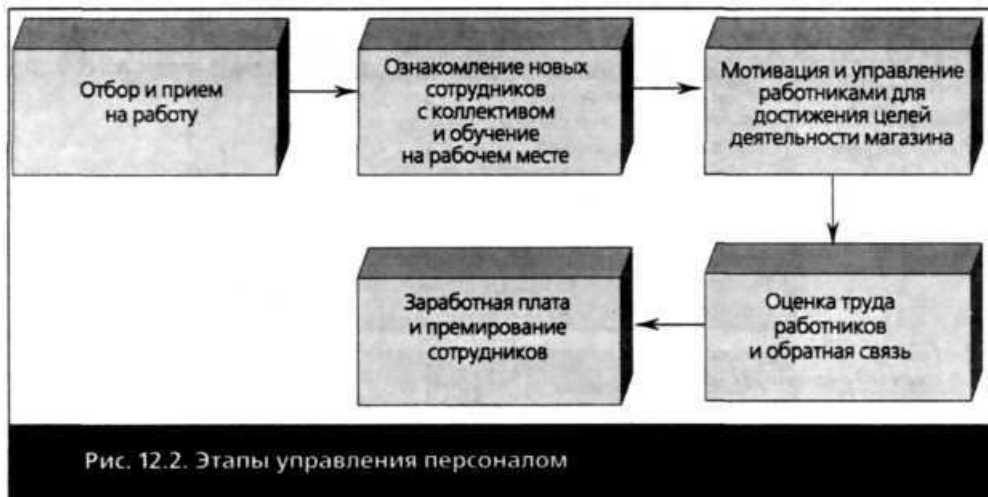 Отбор и прием
на работу
Ознакомление новых
сотрудников
с коллективом
и обучение
на рабочем месте
Мотивация и управление
работниками для
достижения целей
деятельности магазина
Оценка труда
работников
и обратная связь
Заработная плата
и премирование
сотрудников
Рис. 12.2. Этапы управления персоналом